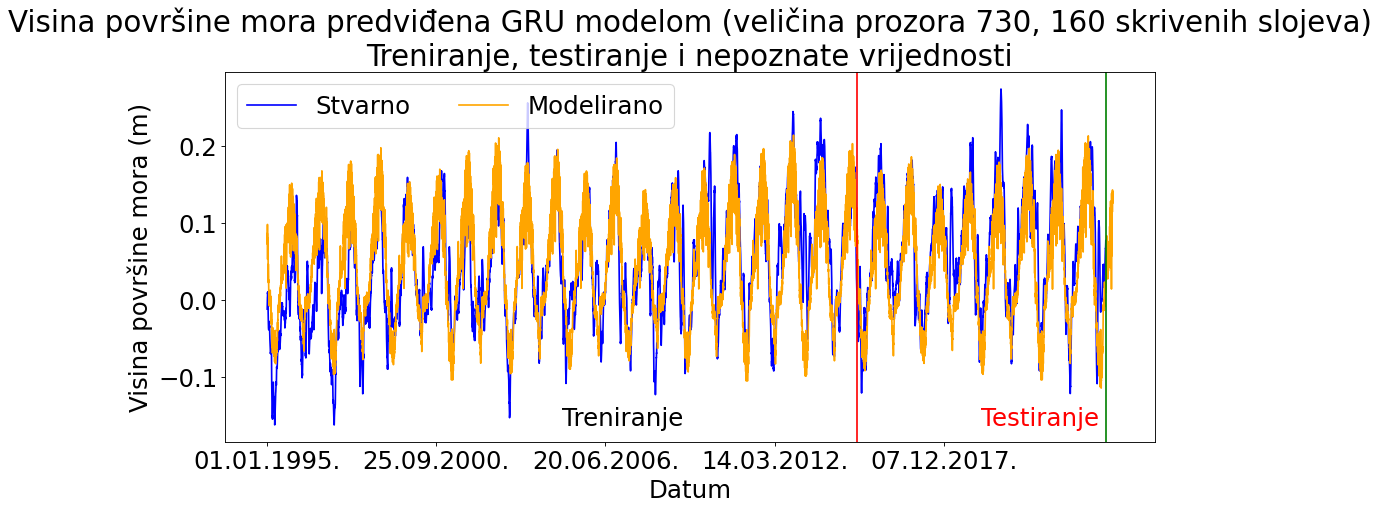 Visina površine mora predviđena GRU modelom (veličina prozora 730, 160 skrivenih slojeva)
Treniranje, testiranje i nepoznate vrijednosti
Stvarno Modelirano
Visina površine mora (m)
0.2
0.1
0.0
−0.1
Treniranje
Testiranje
01.01.1995. 25.09.2000. 20.06.2006. 14.03.2012. 07.12.2017.
Datum